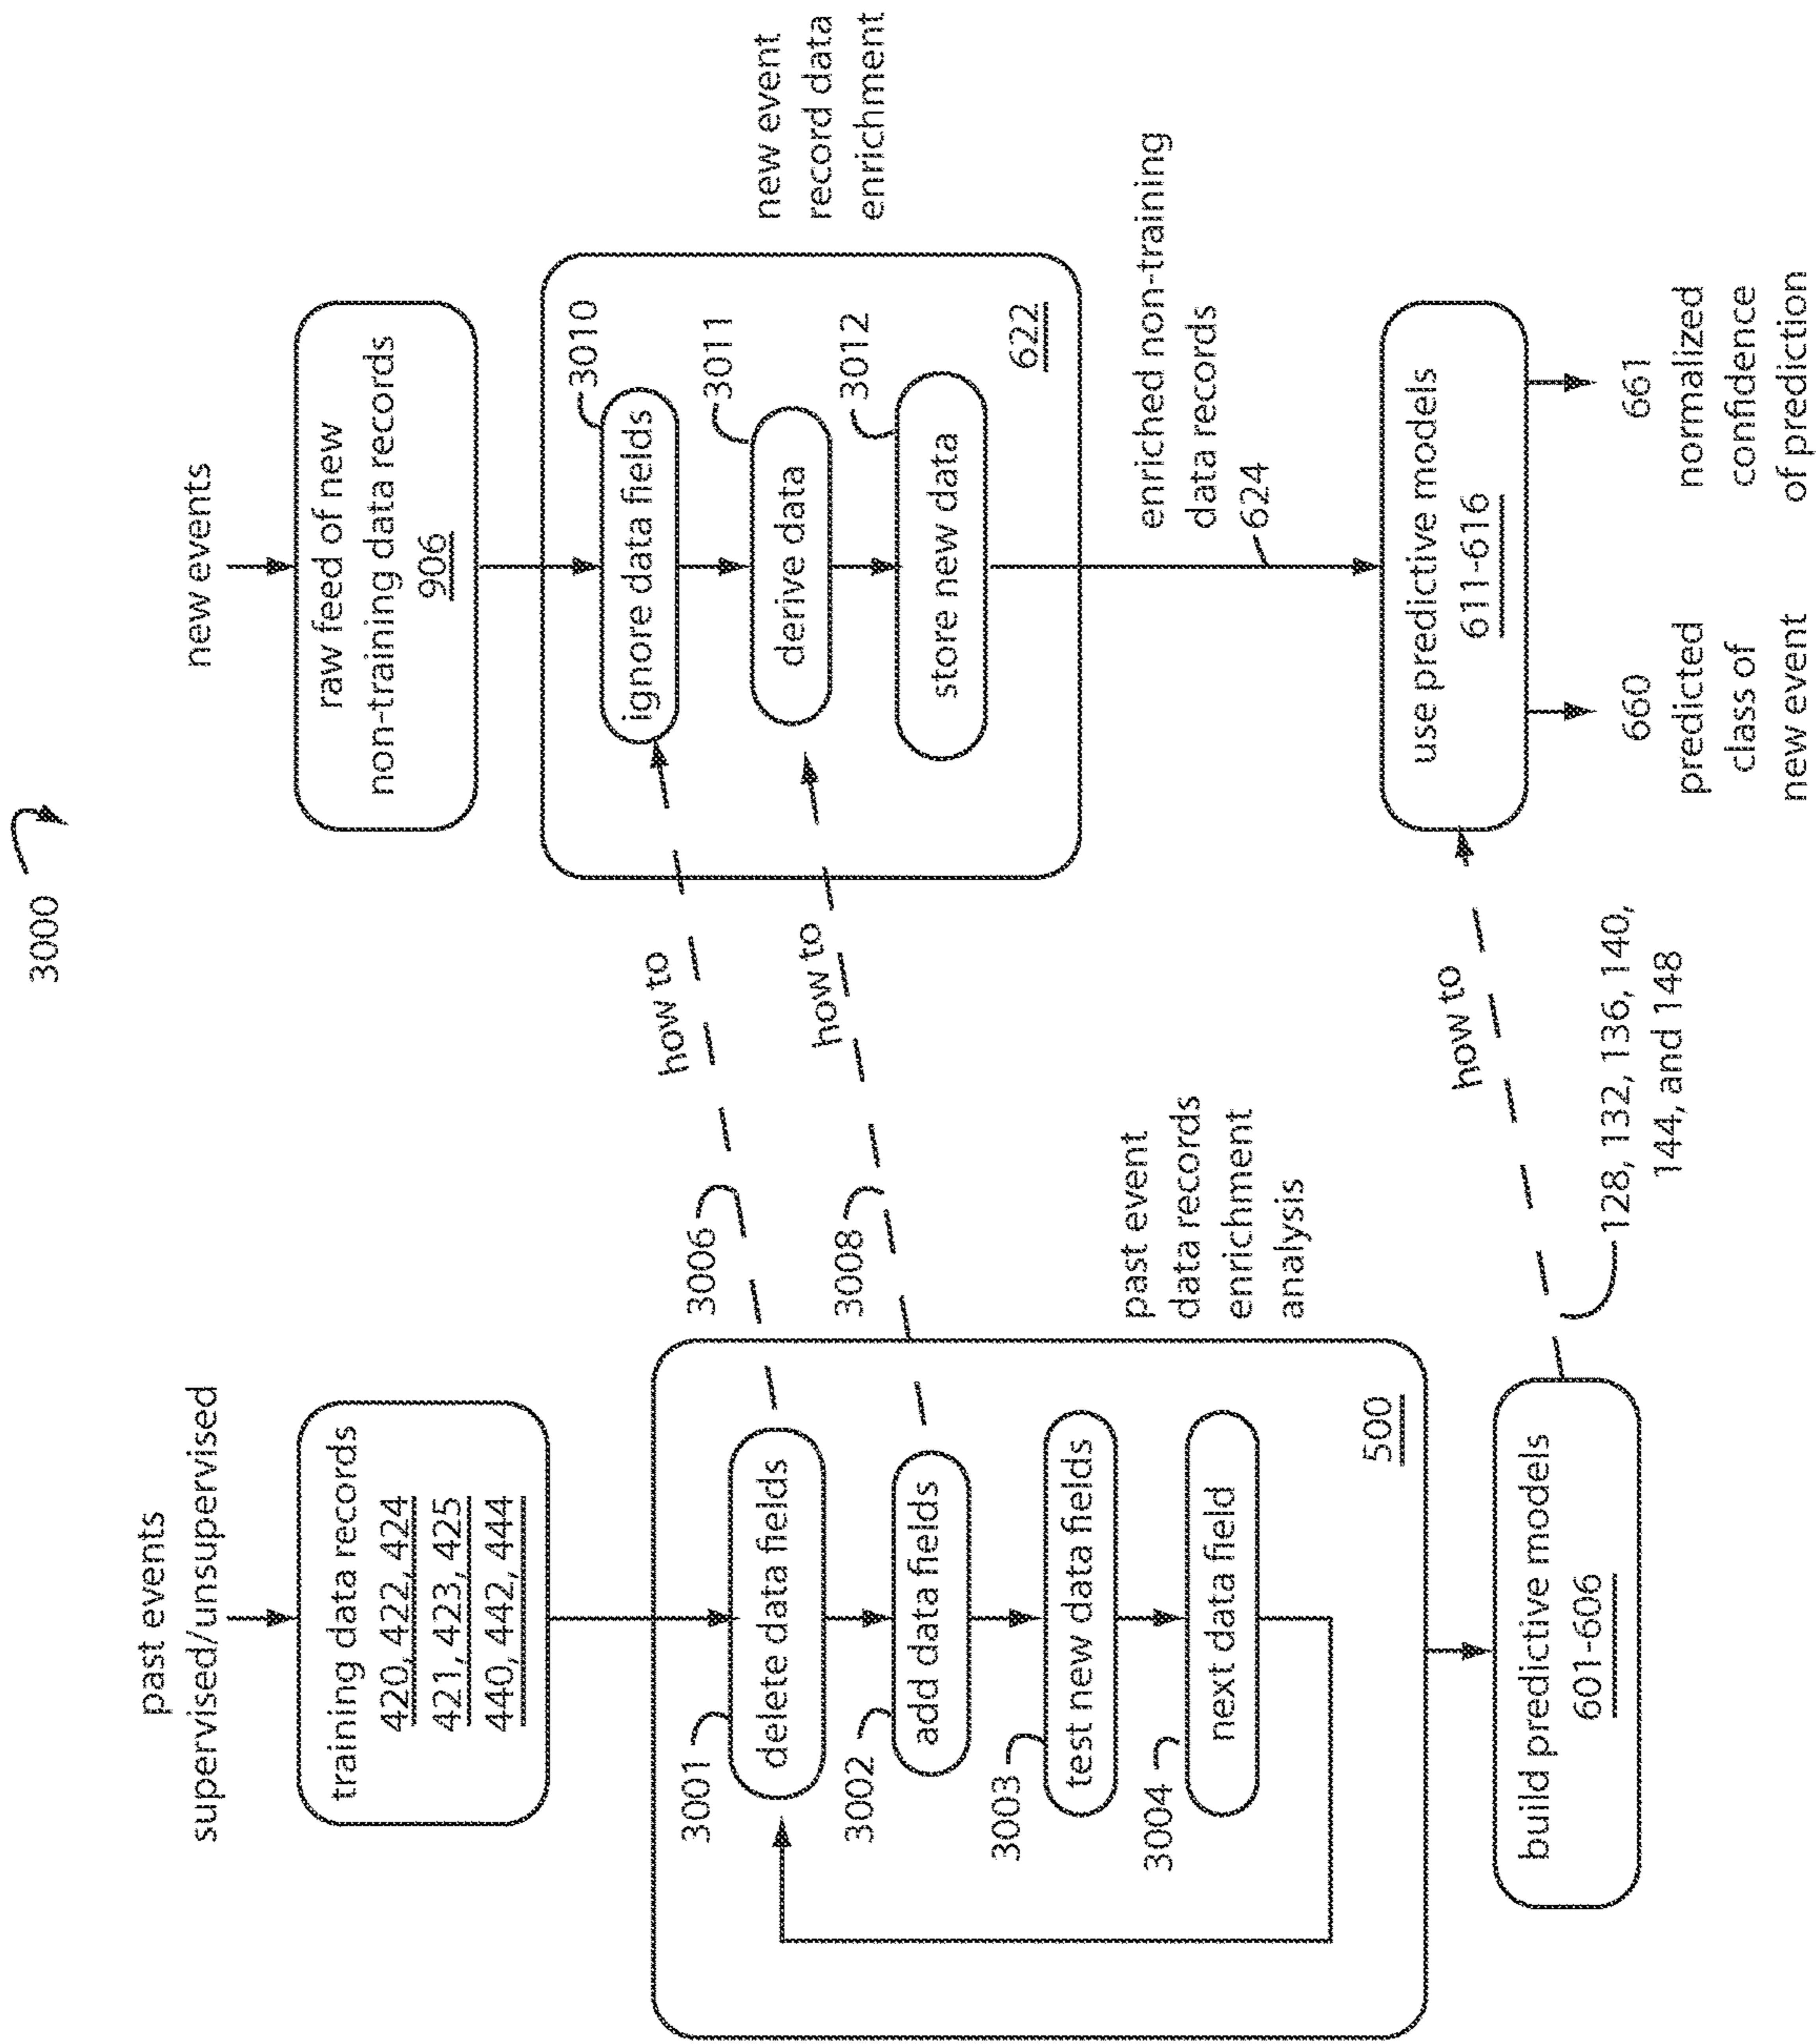 3000
past events
supervised/unsupervised
training data records
420, 422, 424
421, 423, 425
440, 442, 444
3001
delete data fields
3002
add data fields
3003
test new data fields
3004
next data field
500
past event
data records
enrichment
analysis
build predictive models
601-606
3006
how to
3008
how to
how to
128, 132, 136, 140,
144, and 148
new events
raw feed of new
non-training data records
906
ignore data fields
3010
derive data
3011
store new data
3012
622
new event
record data
enrichment
enriched non-training
data records
624
use predictive models
611-616
660
predicted
class of
new event
661
normalized
confidence
of prediction